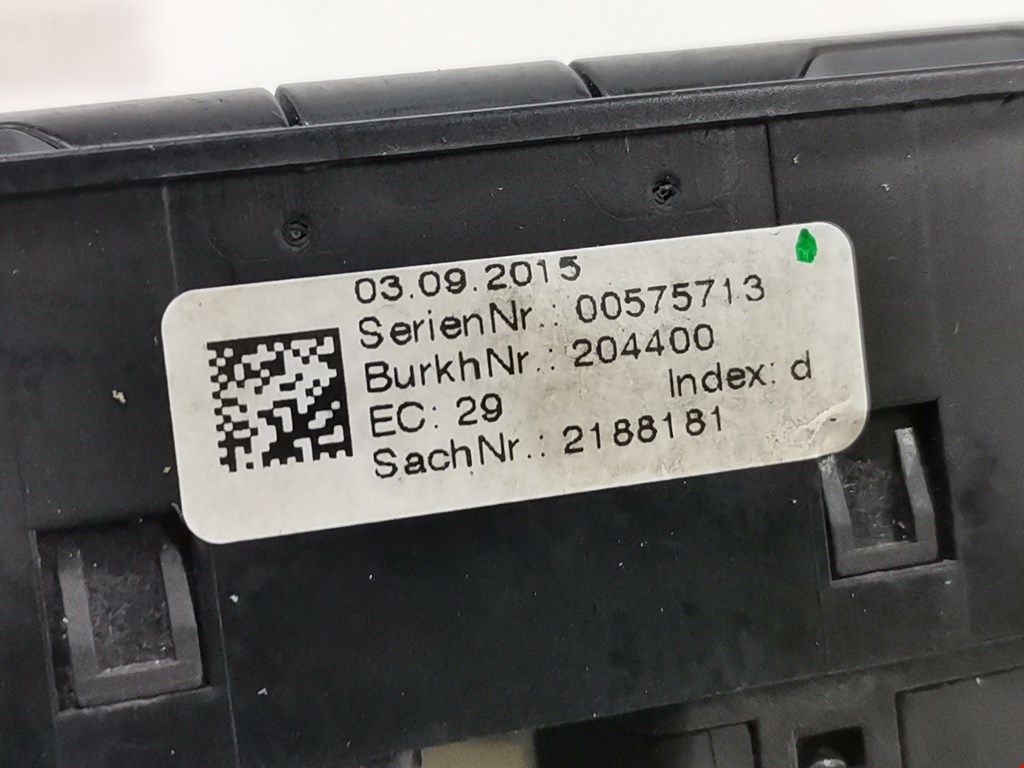 03.09.2015
SerienNr.: 00575713
BurkhNr.: 204400
EC: 29 Index: d
SachNr.: 2188181